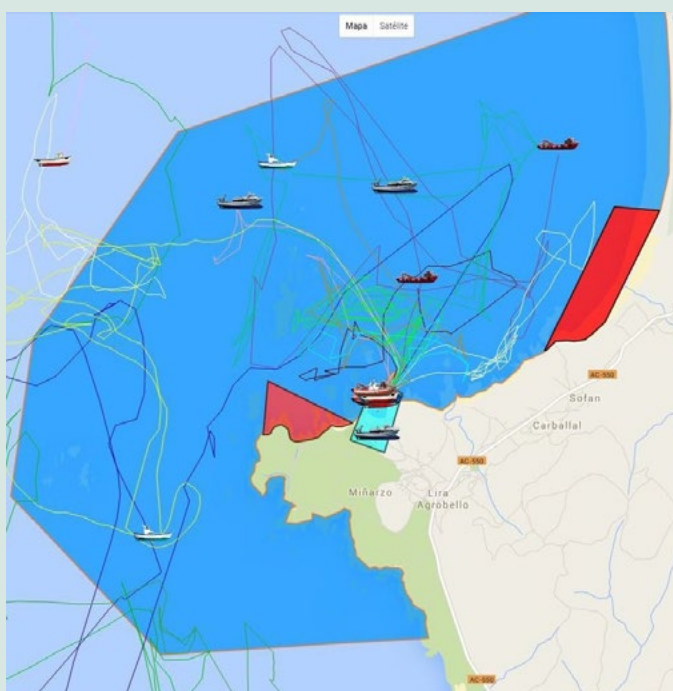 Mapa Satélite
AC-550
Sofan
Carballal
AC-550
Miñarzo
Lira
Agrobello
AC-550